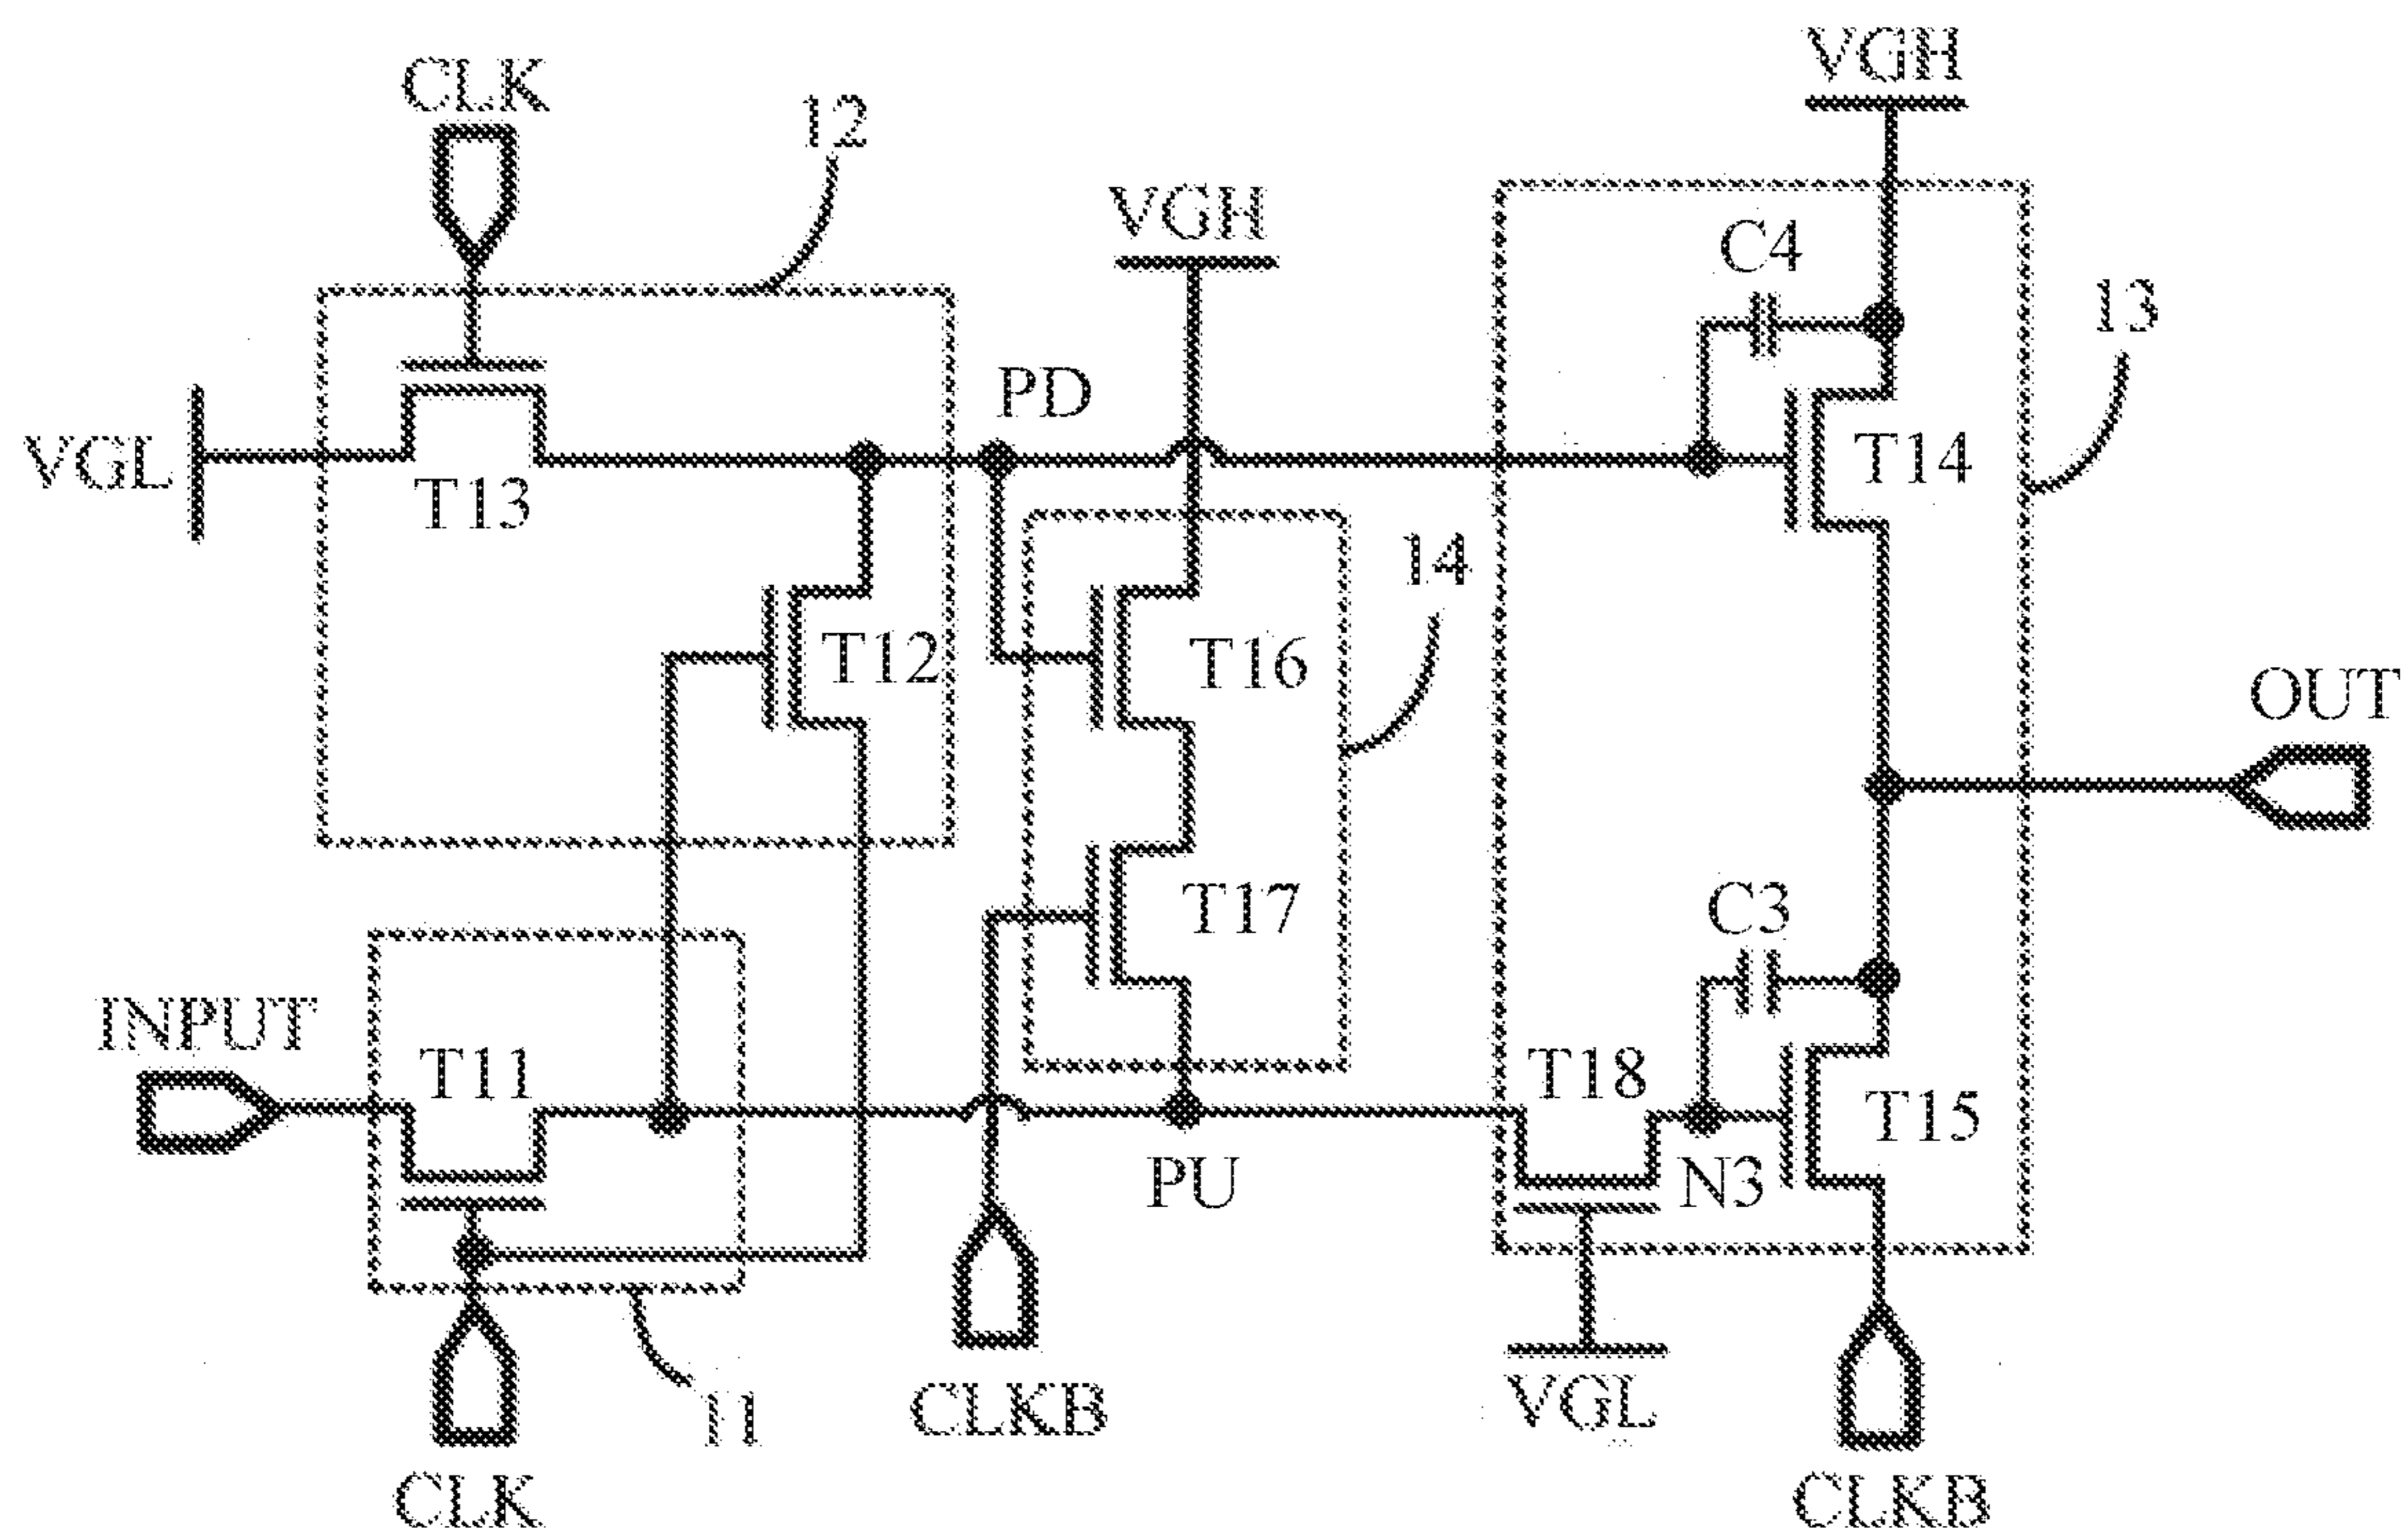 CLK
12
VGH
VGH
C4
13
PD
VGL
T13
T14
14
T12
T16
OUT
T17
C3
INPUT
T11
T18
T15
PU
N3
11
CLKB
VGL
CLK
CLKB